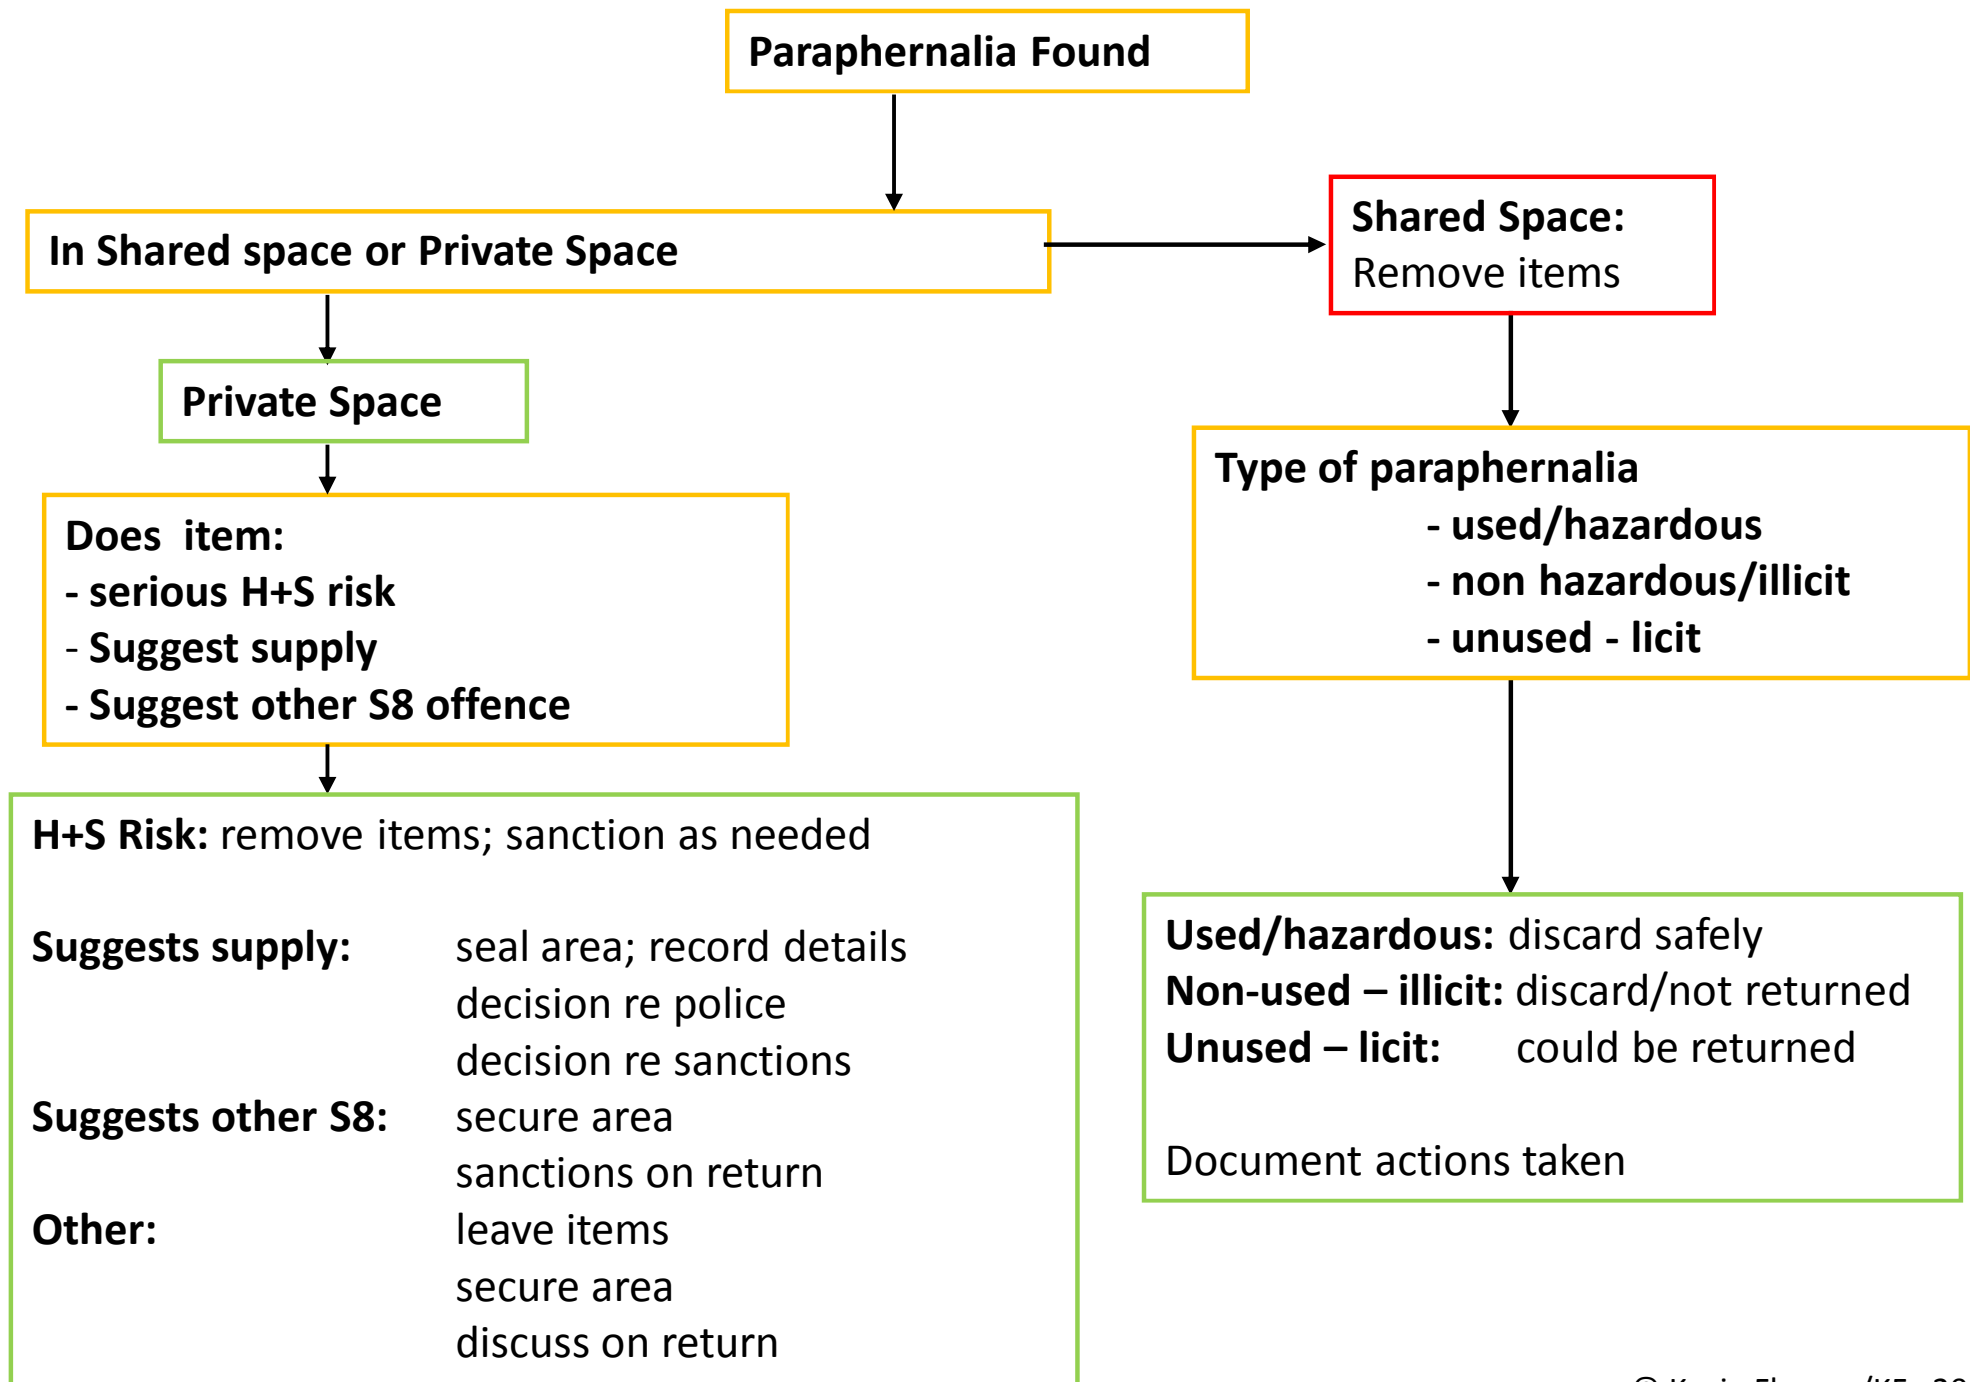 Paraphernalia Found
In Shared space or Private Space
Shared Space:
Remove items
Private Space
Does item:
- serious H+S risk
- Suggest supply
- Suggest other S8 offence
Type of paraphernalia
- used/hazardous
- non hazardous/illicit
- unused - licit
H+S Risk: remove items; sanction as needed
Suggests supply: seal area; record details
decision re police
decision re sanctions
Suggests other S8: secure area
sanctions on return
Other: leave items
secure area
discuss on return
Used/hazardous: discard safely
Non-used – illicit: discard/not returned
Unused – licit: could be returned
Document actions taken